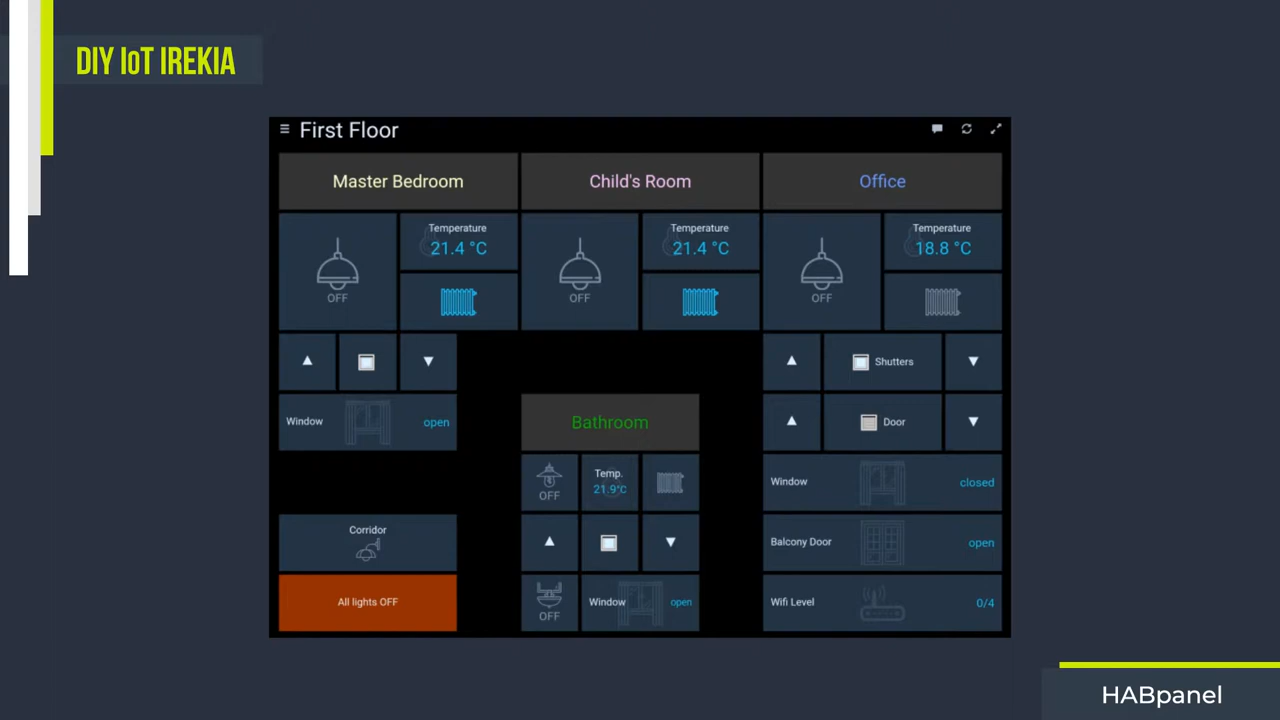 DIY IoT IREKIA
First Floor
Master Bedroom
Child's Room
Office
Temperature
21.4 °C
OFF
Temperature
21.4 °C
OFF
Temperature
18.8 °C
OFF
Shutters
Window
open
Door
Bathroom
Temp.
21.9°C
OFF
Window
closed
Corridor
Balcony Door
open
All lights OFF
OFF
Window
open
Wifi Level
0/4
HABpanel